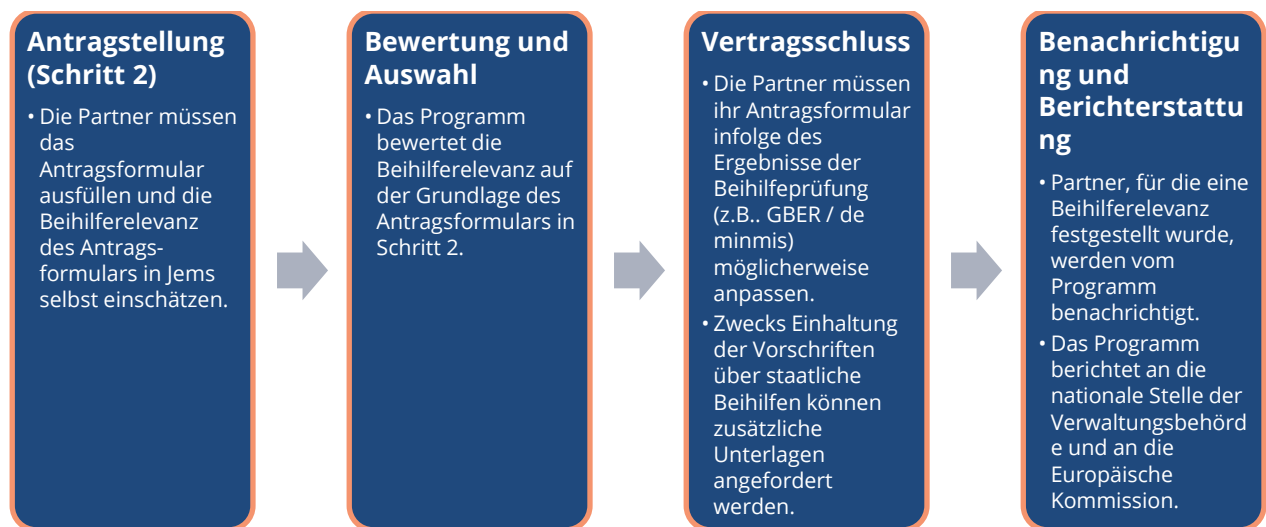 Antragstellung
(Schritt 2)
• Die Partner müssen
das
Antragsformular
ausfüllen und die
Beihilferelevanz
des Antrags-
formulars in Jems
selbst einschätzen.
Bewertung und
Auswahl
• Das Programm
bewertet die
Beihilferelevanz auf
der Grundlage des
Antragsformulars in
Schritt 2.
Vertragsschluss
• Die Partner müssen
ihr Antragsformular
infolge des
Ergebnisse der
Beihilfeprüfung
(z.B.. GBER / de
minmis)
möglicherweise
anpassen.
• Zwecks Einhaltung
der Vorschriften
über staatliche
Beihilfen können
zusätzliche
Unterlagen
angefordert
werden.
Benachrichtigu
ng und
Berichterstattu
ng
• Partner, für die eine
Beihilferelevanz
festgestellt wurde,
werden vom
Programm
benachrichtigt.
• Das Programm
berichtet an die
nationale Stelle der
Verwaltungsbehörd
e und an die
Europäische
Kommission.